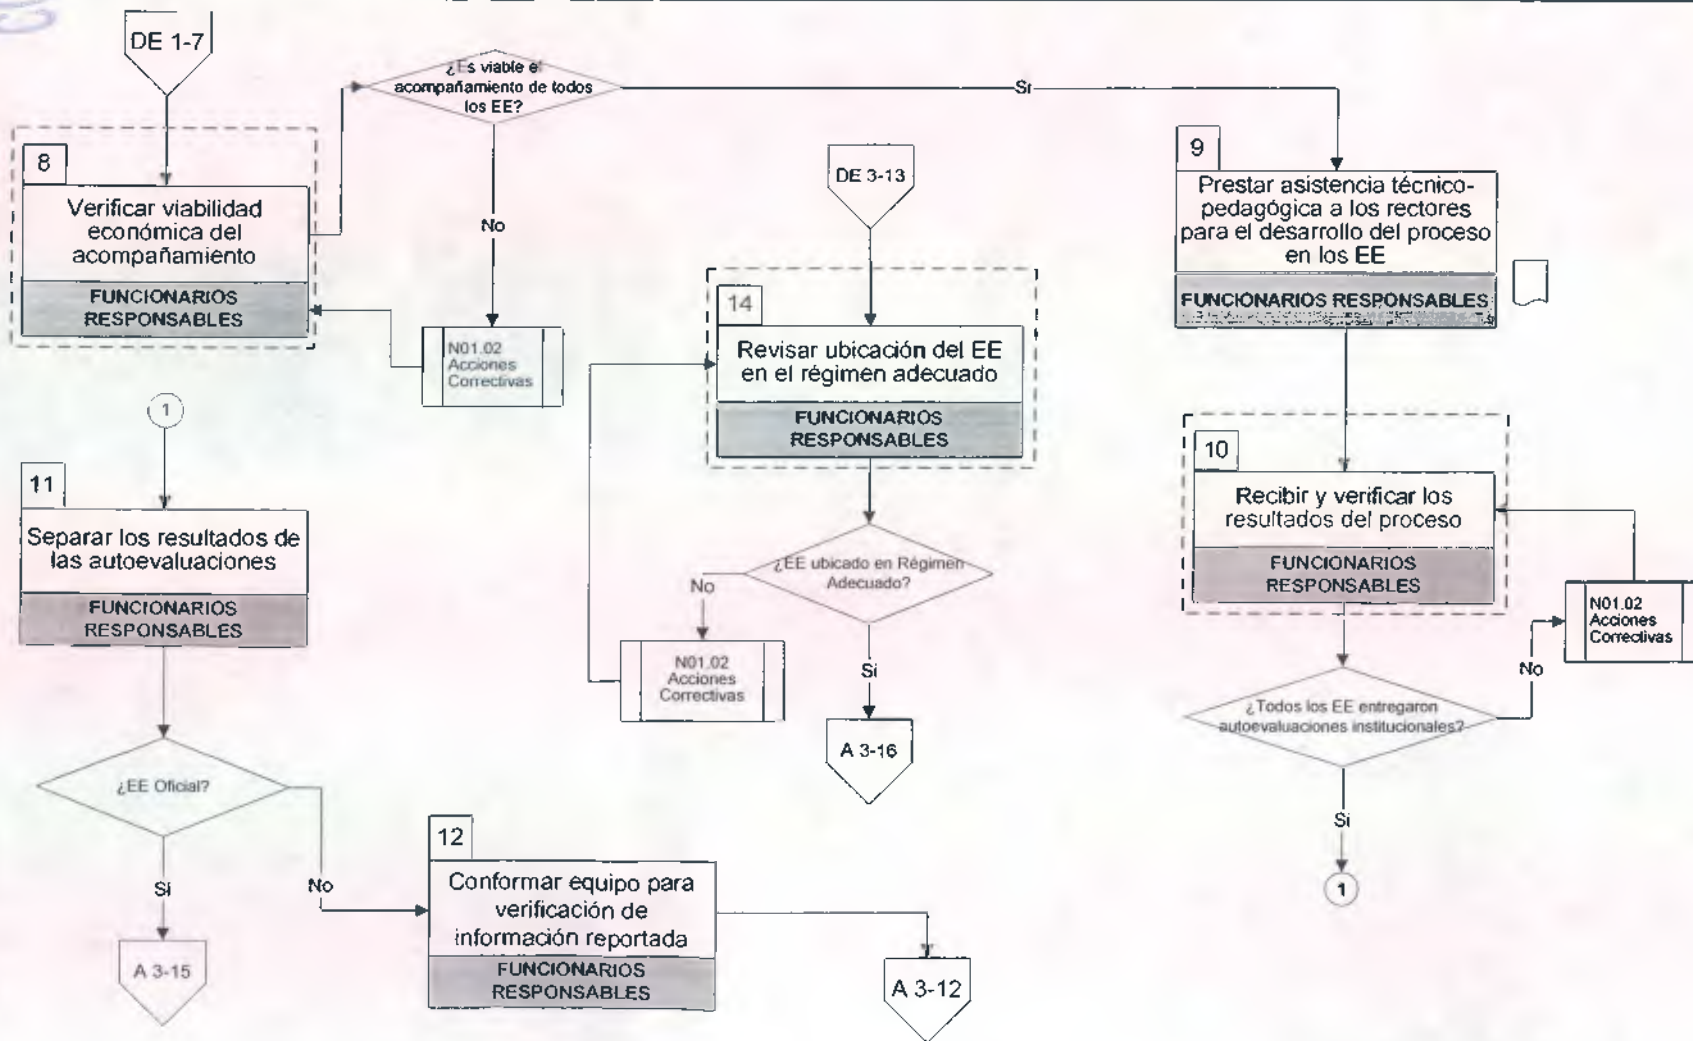 DE 1-7
¿Es viable el
acompañamiento de todos
los EE?
Si
No
8
Verificar viabilidad
económica del
acompañamiento
FUNCIONARIOS
RESPONSABLES
N01.02
Acciones
Correctivas
DE 3-13
14
Revisar ubicación del EE
en el régimen adecuado
FUNCIONARIOS
RESPONSABLES
¿EE ubicado en Régimen
Adecuado?
No
N01.02
Acciones
Correctivas
Si
A 3-16
9
Prestar asistencia técnico-
pedagógica a los rectores
para el desarrollo del proceso
en los EE
FUNCIONARIOS RESPONSABLES
10
Recibir y verificar los
resultados del proceso
FUNCIONARIOS
RESPONSABLES
N01.02
Acciones
Correctivas
No
¿Todos los EE entregaron
autoevaluaciones institucionales?
Si
1
1
11
Separar los resultados de
las autoevaluaciones
FUNCIONARIOS
RESPONSABLES
¿EE Oficial?
Si
No
A 3-15
12
Conformar equipo para
verificación de
información reportada
FUNCIONARIOS
RESPONSABLES
A 3-12